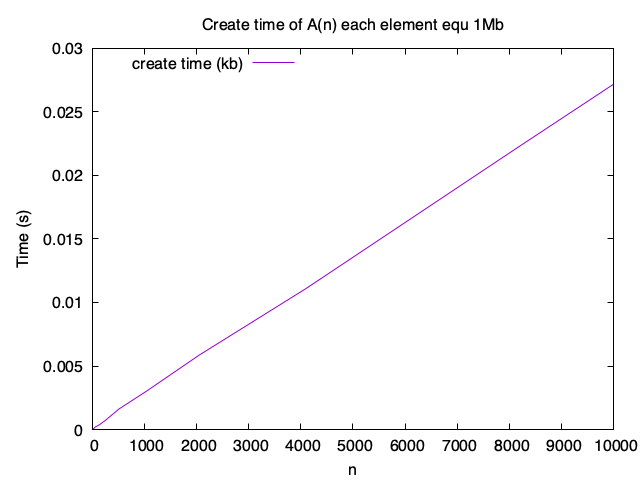 Create time of A(n) each element equ 1Mb
create time (kb)
0.03
0.025
0.02
0.015
0.01
0.005
0
Time (s)
0 1000 2000 3000 4000 5000 6000 7000 8000 9000 10000
n